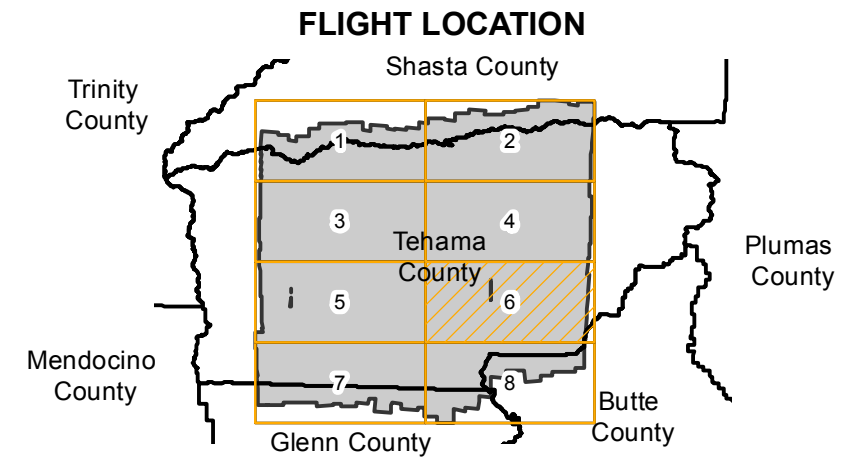 FLIGHT LOCATION
Shasta County
Trinity
County
1
2
3
4
Tehama
County
Plumas
County
5
6
Mendocino
County
7
8
Butte
County
Glenn County